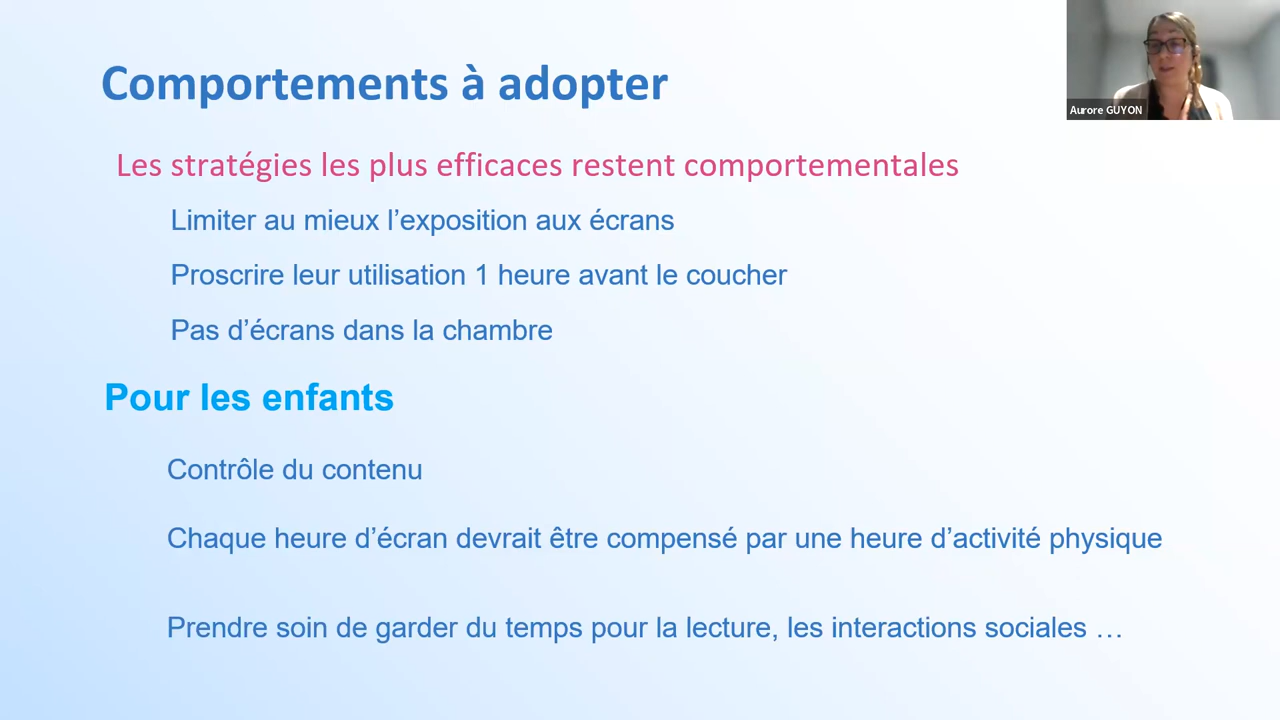 Comportements à adopter
Aurore GUYON
Les stratégies les plus efficaces restent comportementales
Limiter au mieux l’exposition aux écrans
Proscrire leur utilisation 1 heure avant le coucher
Pas d’écrans dans la chambre
Pour les enfants
Contrôle du contenu
Chaque heure d’écran devrait être compensé par une heure d’activité physique
Prendre soin de garder du temps pour la lecture, les interactions sociales …